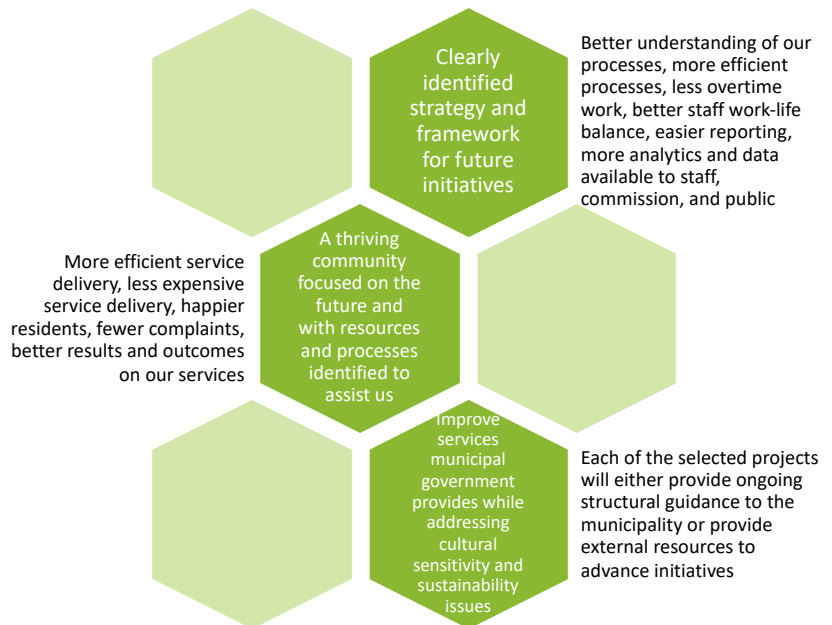 Clearly
identified
strategy and
framework
for future
initiatives
Better understanding of our
processes, more efficient
processes, less overtime
work, better staff work-life
balance, easier reporting,
more analytics and data
available to staff,
commission, and public
A thriving
community
focused on the
future and
with resources
and processes
identified to
assist us
More efficient service
delivery, less expensive
service delivery, happier
residents, fewer complaints,
better results and outcomes
on our services
Improve
services
municipal
government
provides while
addressing
cultural
sensitivity and
sustainability
issues
Each of the selected projects
will either provide ongoing
structural guidance to the
municipality or provide
external resources to
advance initiatives